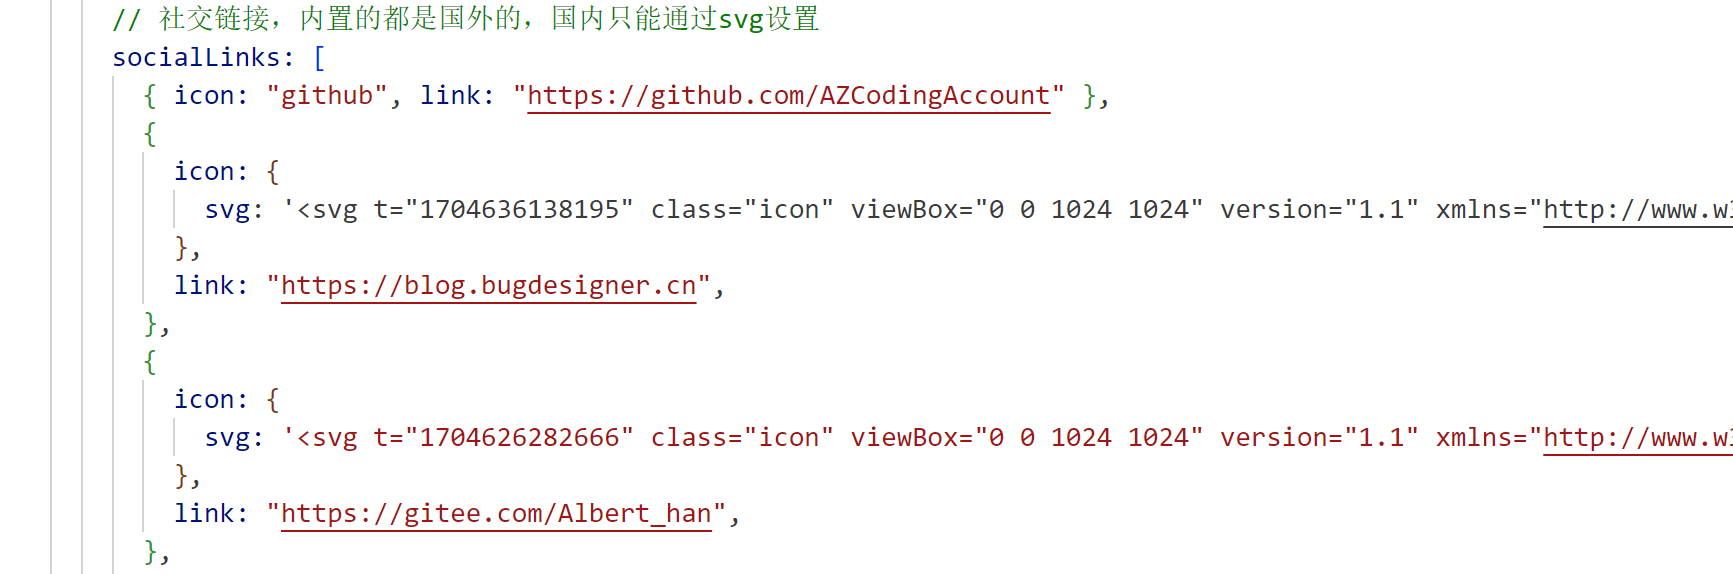 // 社交链接，内置的都是国外的，国内只能通过svg设置
socialLinks: [
{ icon: "github", link: "https://github.com/AZCodingAccount" },
{
icon: {
svg: '<svg t="1704636138195" class="icon" viewBox="0 0 1024 1024" version="1.1" xmlns="http://www.w3
},
link: "https://blog.bugdesigner.cn",
},
{
icon: {
svg: '<svg t="1704626282666" class="icon" viewBox="0 0 1024 1024" version="1.1" xmlns="http://www.w3
},
link: "https://gitee.com/Albert_han",
},